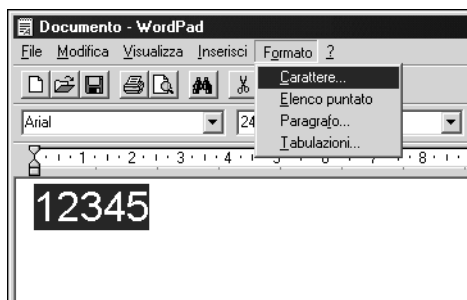 Documento - WordPad
File Modifica Visualizza Inserisci Formato ?
Carattere...
Elenco puntato
Arial 24 Paragrafo...
Tabulazioni...
1 2 3 4 8
12345